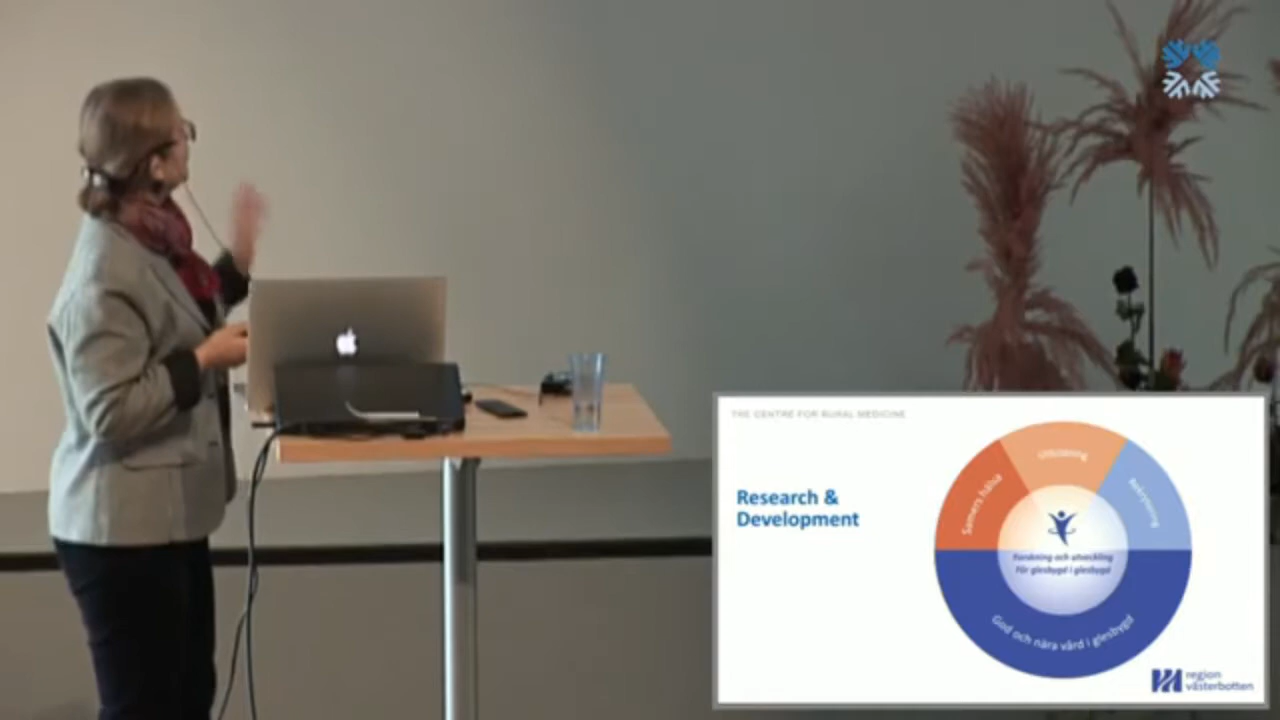 THE CENTRE FOR RURAL MEDICINE
Research &
Development
Utbildning
Samers hälsa
Rekrytering
Forskning och utveckling
För glesbygd i glesbygd
God och nära vård i glesbygd
region
västerbotten